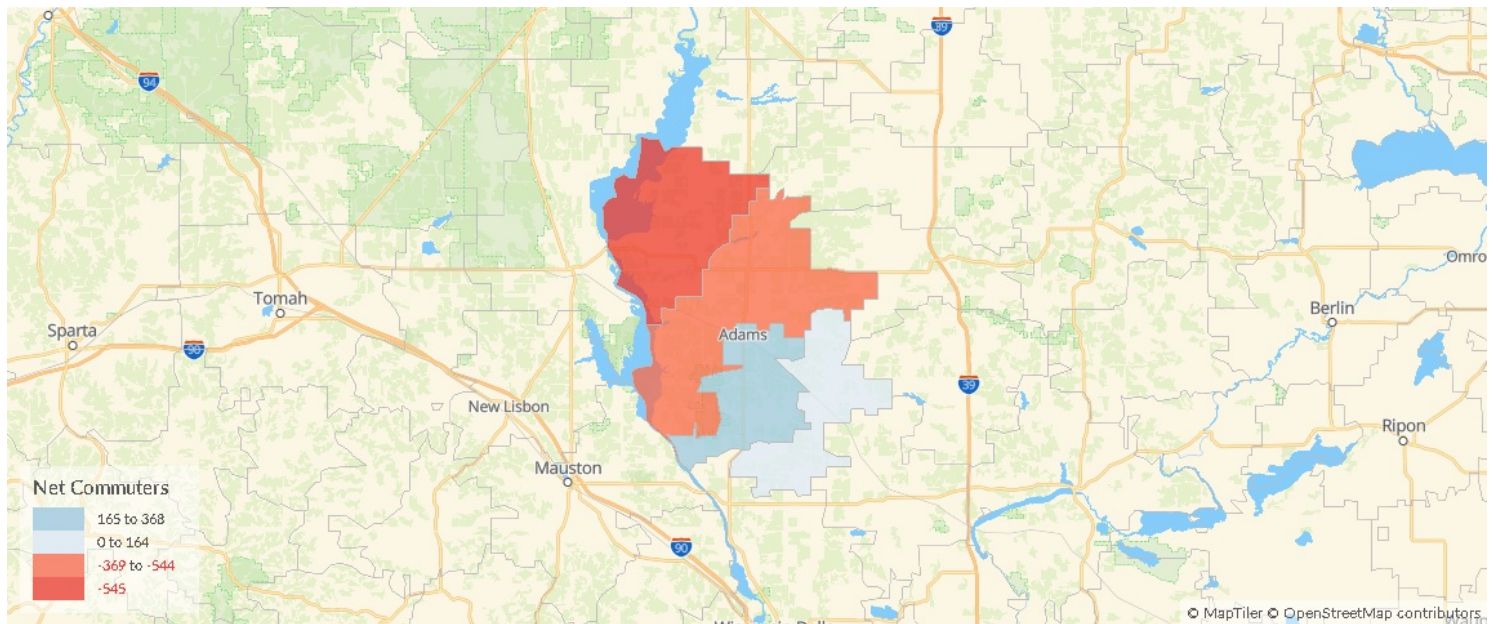 39
94
Omro
Tomah
Berlin
Sparta
Adams
90
39
New Lisbon
Ripon
Mauston
Net Commuters
165 to 368
0 to 164
-369 to -544
-545
90
© MapTiler © OpenStreetMap contributors